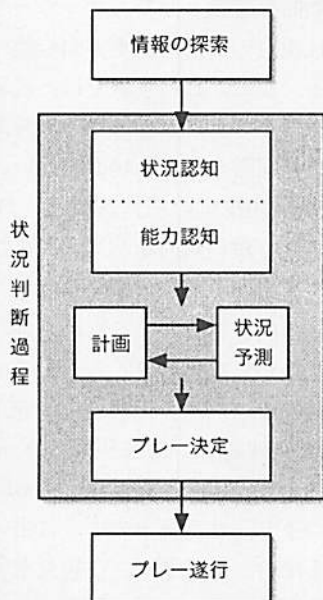 情報の探索
状況判断過程
状況認知
能力認知
計画
状況
予測
プレー決定
プレー遂行